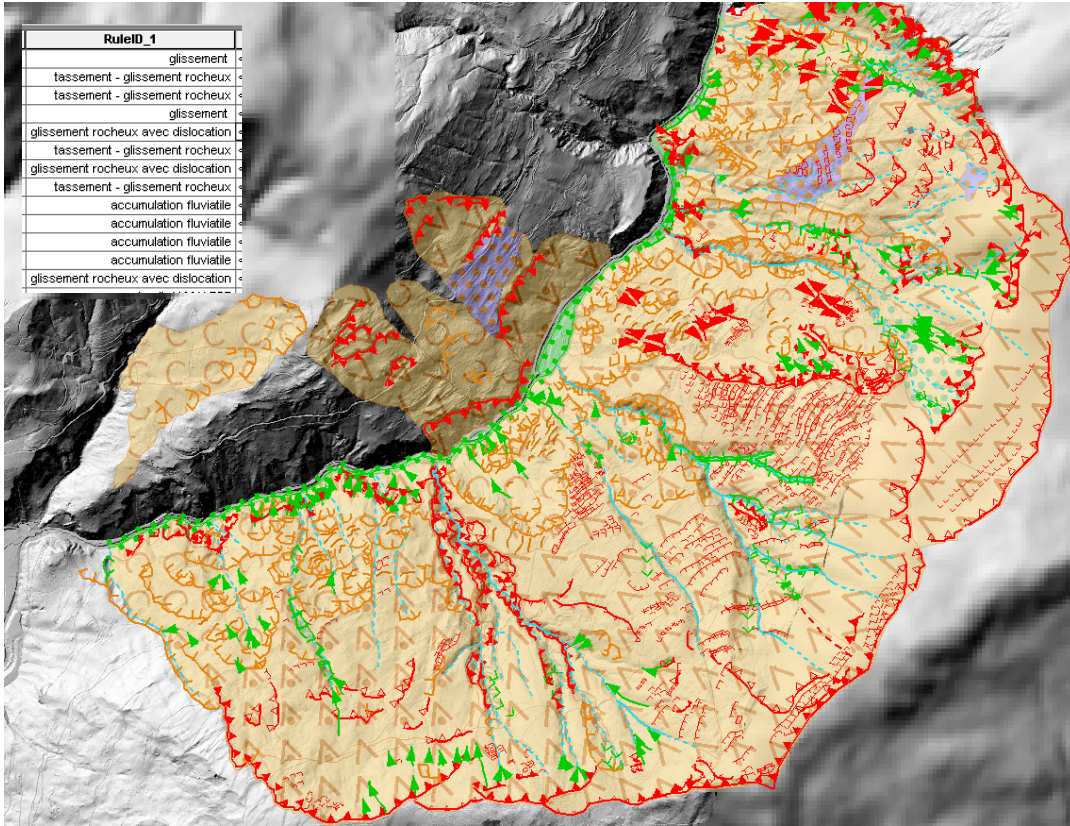 RuleID_1
glissement
tassement - glissement rocheux
tassement - glissement rocheux
glissement
glissement rocheux avec dislocation
tassement - glissement rocheux
glissement rocheux avec dislocation
tassement - glissement rocheux
accumulation fluviatile
accumulation fluviatile
accumulation fluviatile
accumulation fluviatile
glissement rocheux avec dislocation